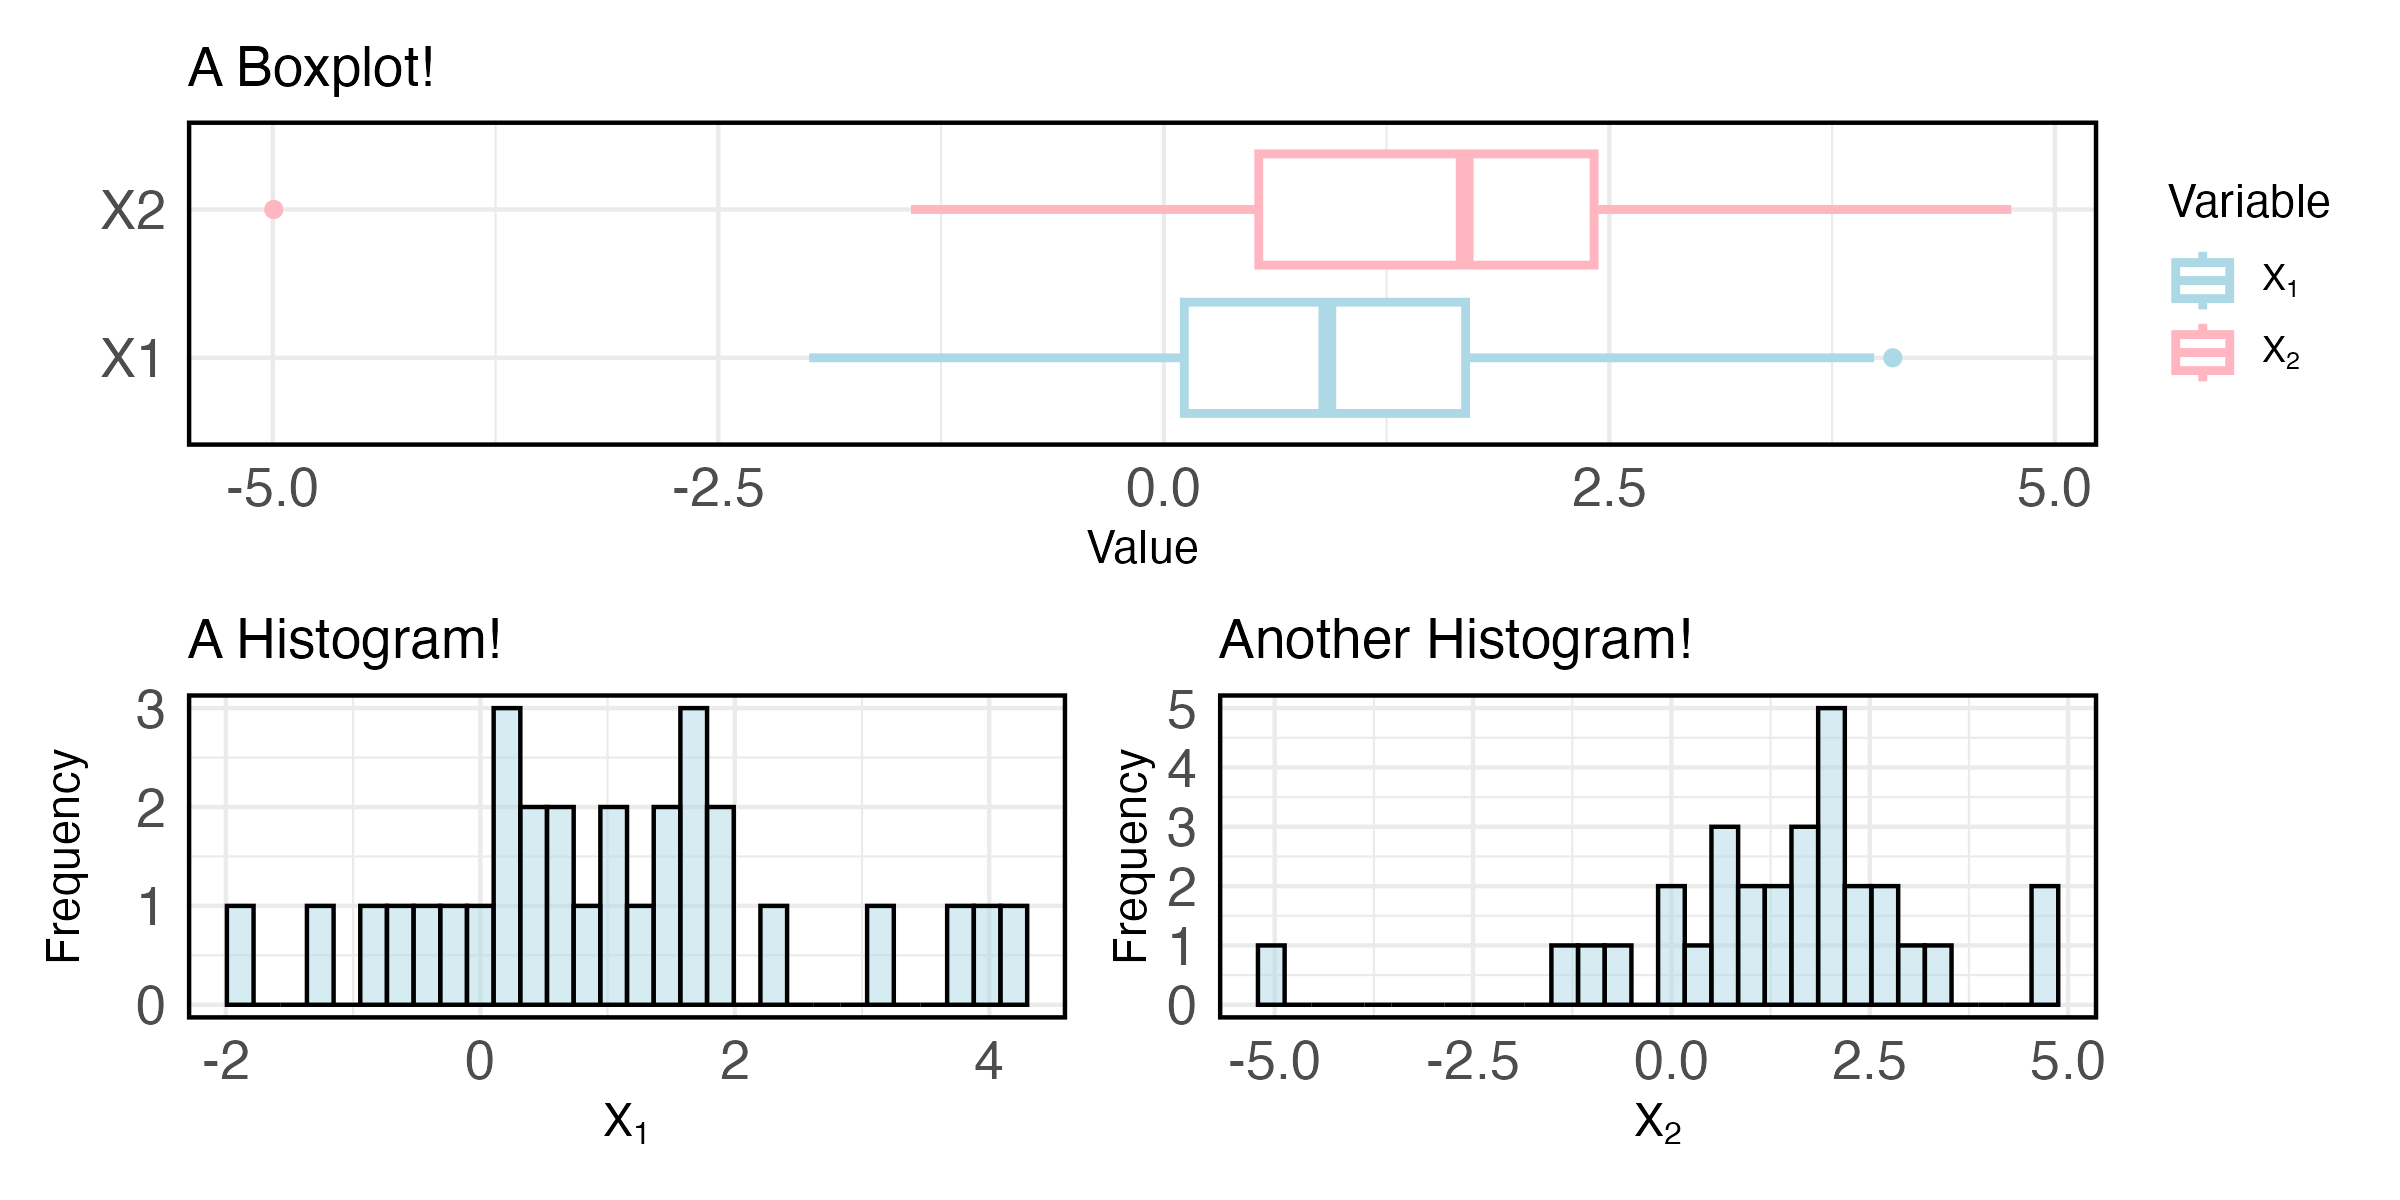 A Boxplot!
X2
X1
-5.0 -2.5 0.0 2.5 5.0
Value
Variable
X₁
X₂
A Histogram!
Frequency
3
2
1
0
-2 0 2 4
X₁
Another Histogram!
Frequency
5
4
3
2
1
0
-5.0 -2.5 0.0 2.5 5.0
X₂